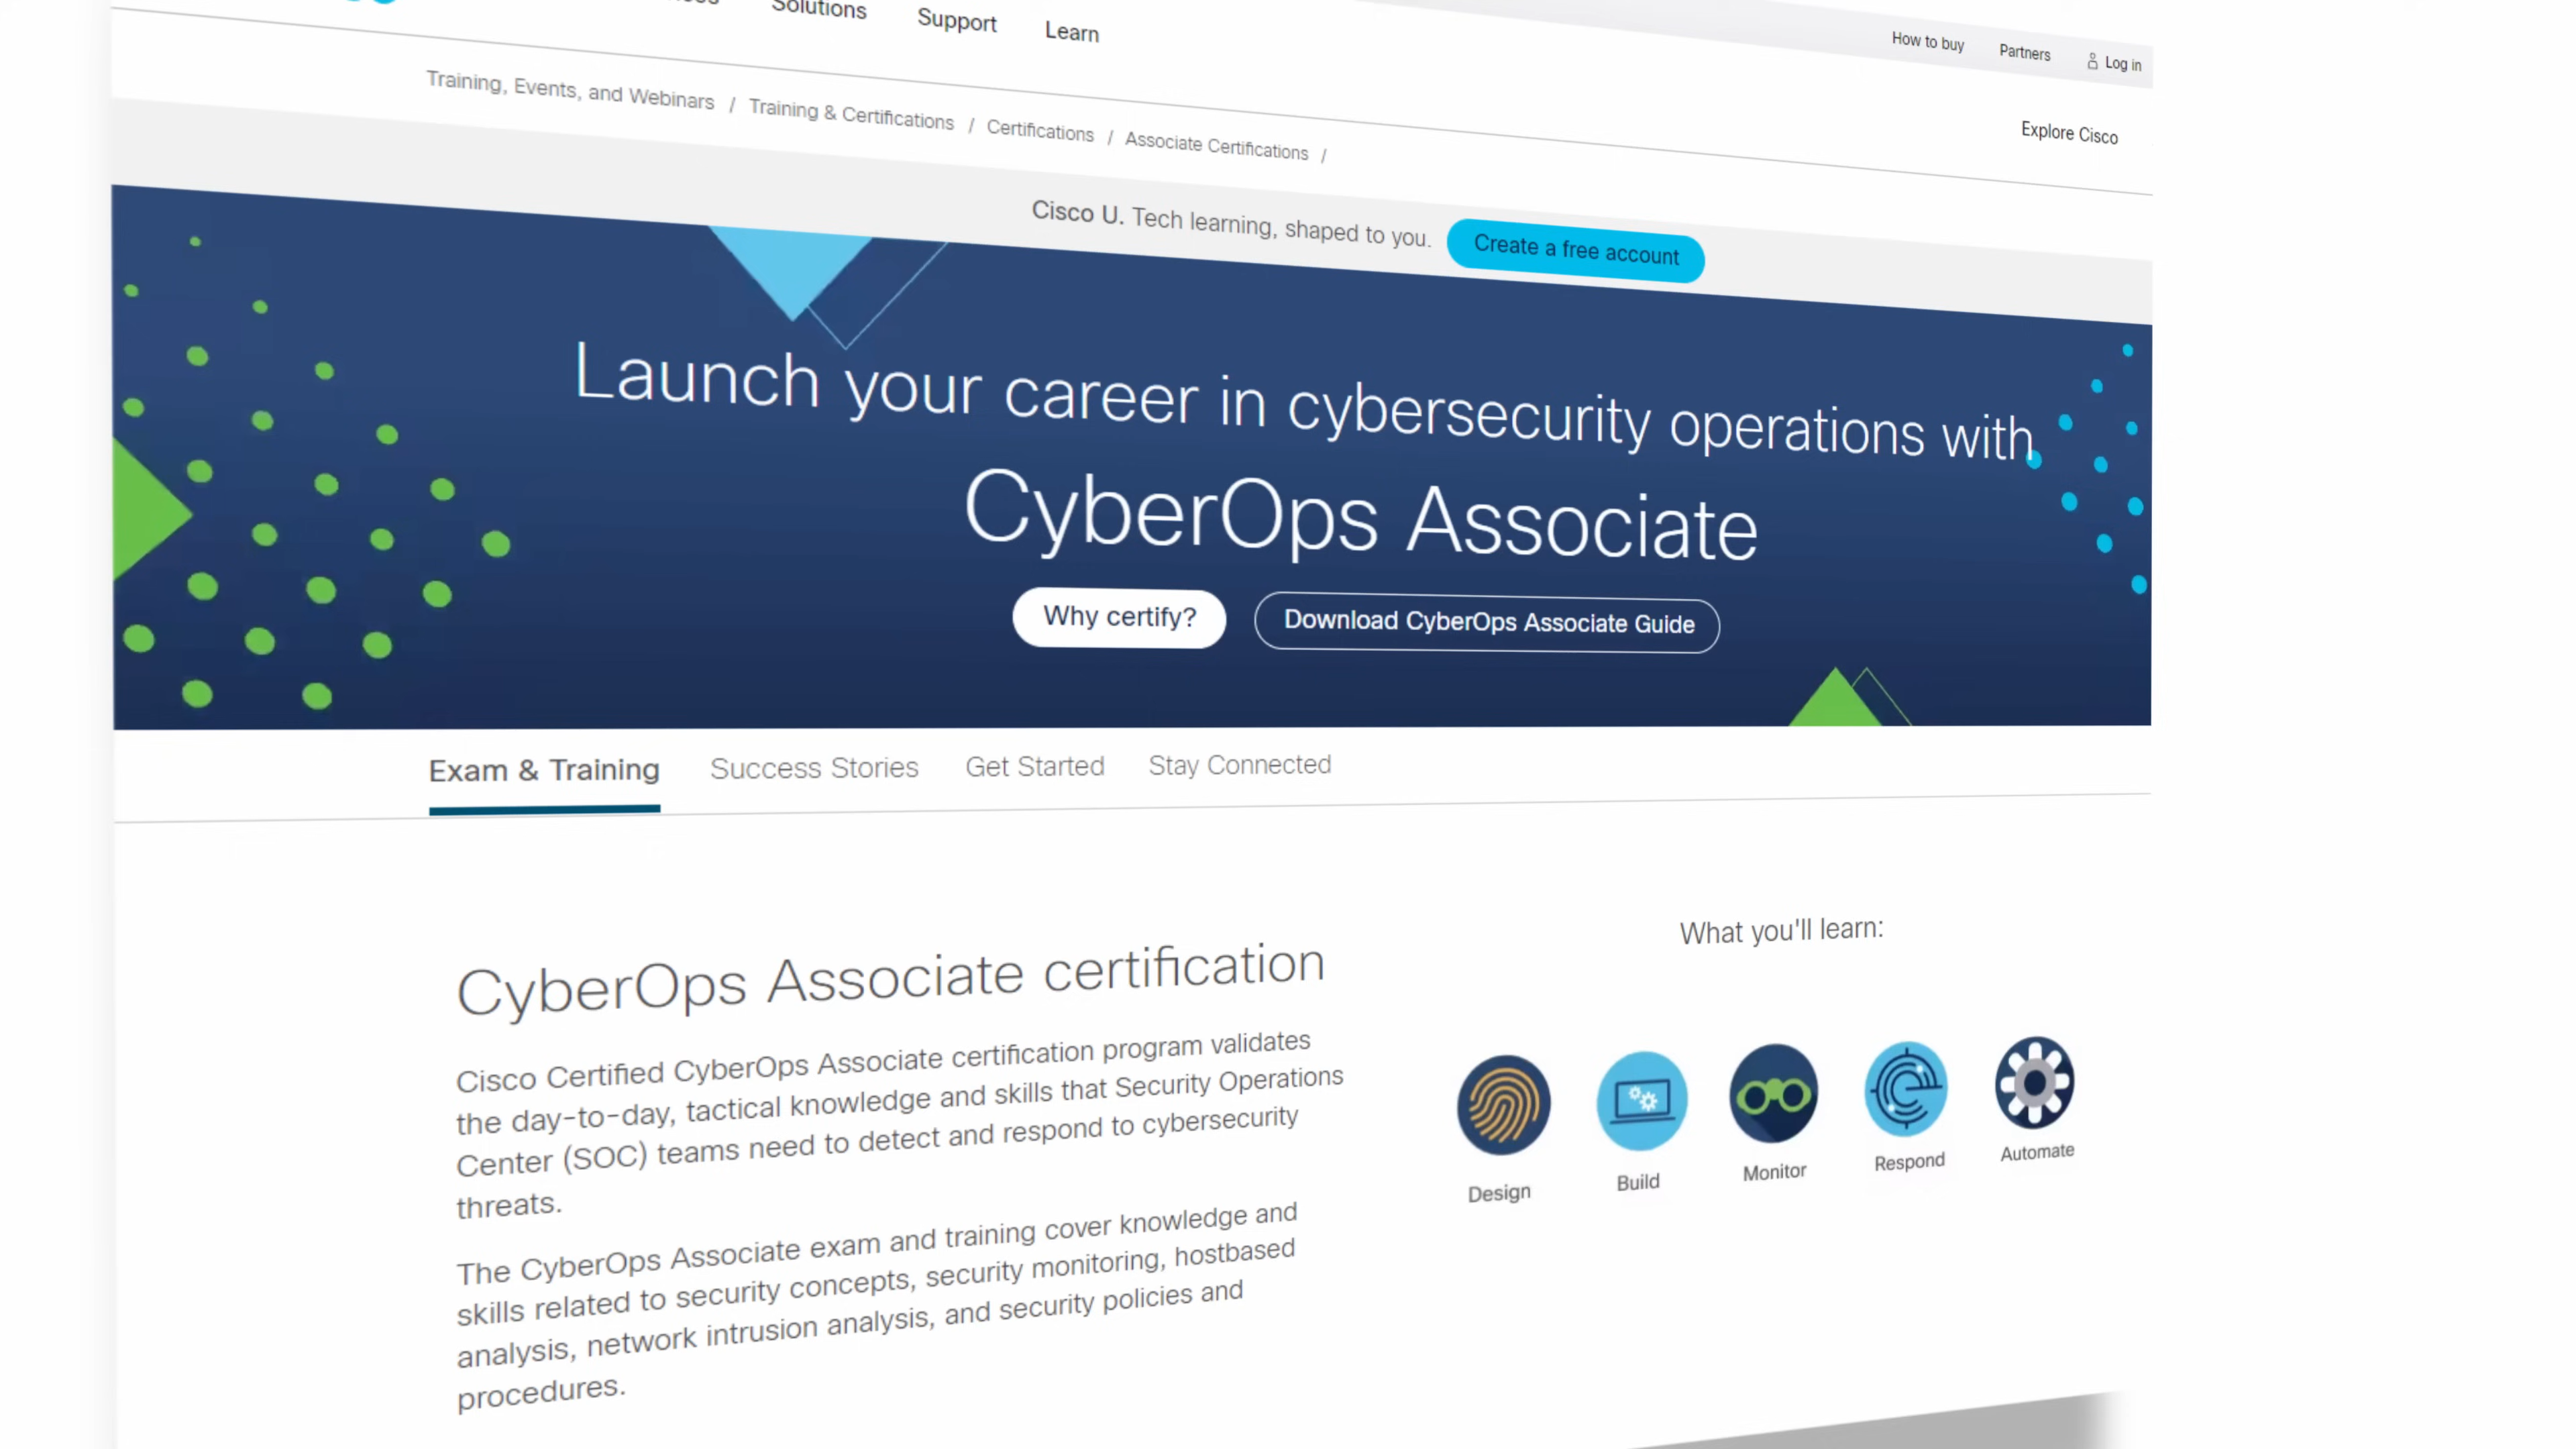 Solutions
Support
Learn
How to buy
Partners
Log in
Explore Cisco
Training, Events, and Webinars / Training & Certifications / Certifications / Associate Certifications /
Cisco U. Tech learning, shaped to you.
Create a free account
Launch your career in cybersecurity operations with
CyberOps Associate
Why certify?
Download CyberOps Associate Guide
Exam & Training
Success Stories
Get Started
Stay Connected
CyberOps Associate certification
Cisco Certified CyberOps Associate certification program validates
the day-to-day, tactical knowledge and skills that Security Operations
Center (SOC) teams need to detect and respond to cybersecurity
threats.
The CyberOps Associate exam and training cover knowledge and
skills related to security concepts, security monitoring, hostbased
analysis, network intrusion analysis, and security policies and
procedures.
What you'll learn:
Design
Build
Monitor
Respond
Automate